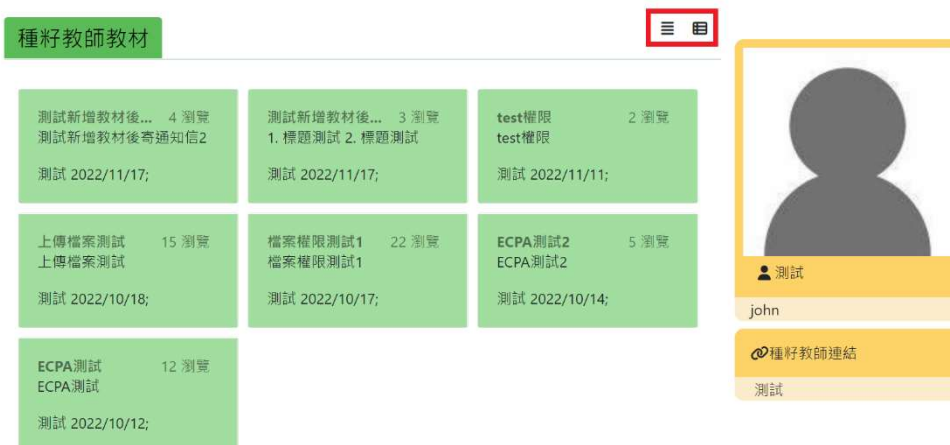 種籽教師教材
測試新增教材後... 4 瀏覽
測試新增教材後寄通知信2
測試 2022/11/17;
測試新增教材後... 3 瀏覽
1. 標題測試 2. 標題測試
測試 2022/11/17;
test權限 2 瀏覽
test權限
測試 2022/11/11;
上傳檔案測試 15 瀏覽
上傳檔案測試
測試 2022/10/18;
檔案權限測試1 22 瀏覽
檔案權限測試1
測試 2022/10/17;
ECPA測試2 5 瀏覽
ECPA測試2
測試 2022/10/14;
ECPA測試 12 瀏覽
ECPA測試
測試 2022/10/12;
測試
john
種籽教師連結
測試